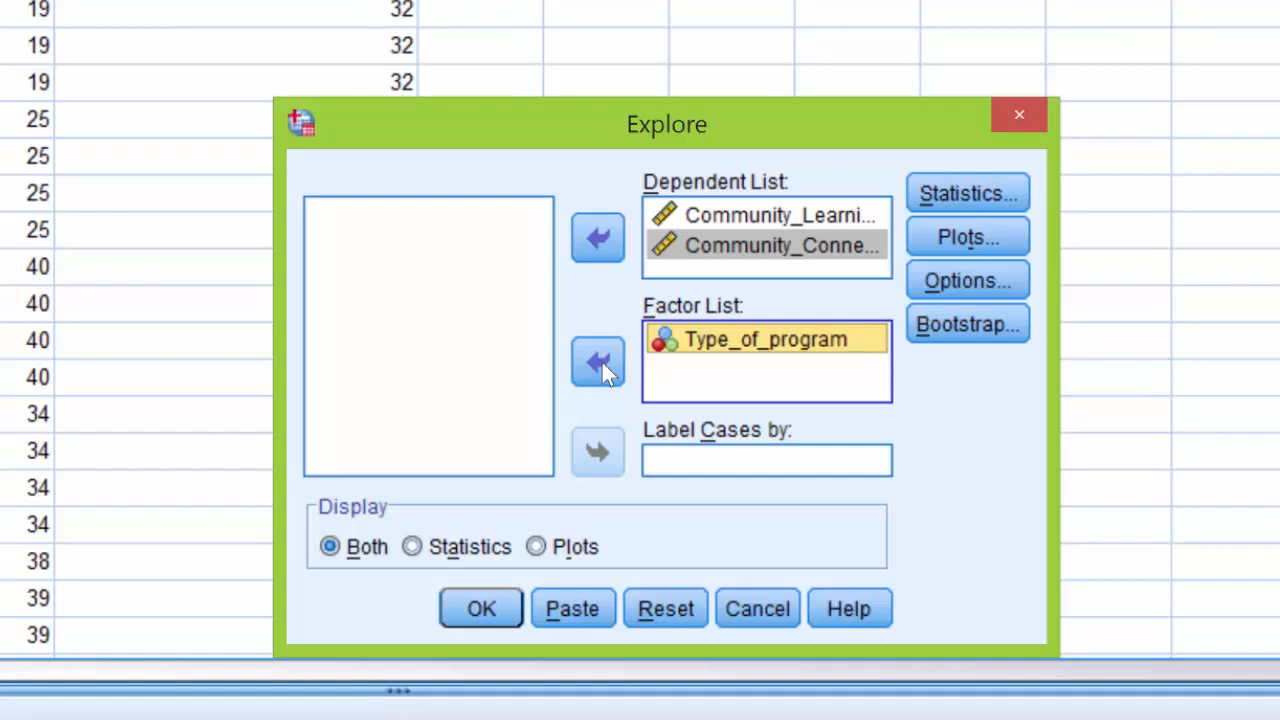 19 32
19 32
19 32
25
25
25
25
40
40
40
40
34
34
34
34
38
39
39
Explore
Dependent List:
Community_Learni...
Community_Conne...
Factor List:
Type_of_program
Label Cases by:
Statistics...
Plots...
Options...
Bootstrap...
Display
Both Statistics Plots
OK Paste Reset Cancel Help